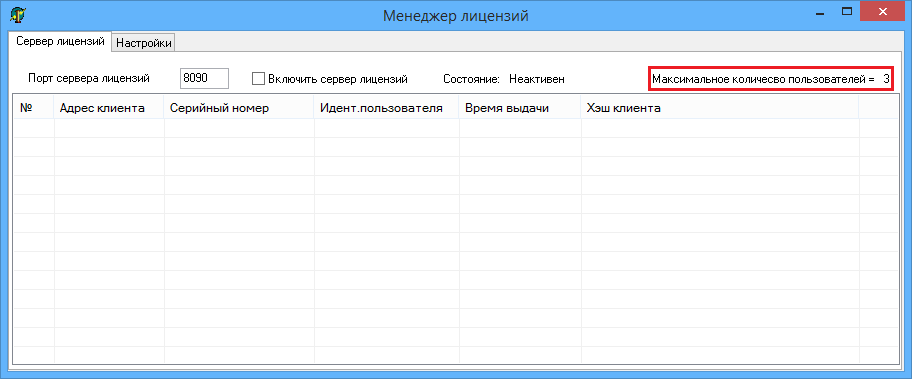 Менеджер лицензий
Сервер лицензий Настройки
Порт сервера лицензий 8090 Включить сервер лицензий Состояние: Неактивен Максимальное количесво пользователей = 3
№ Адрес клиента Серийный номер Идент.пользователя Время выдачи Хэш клиента